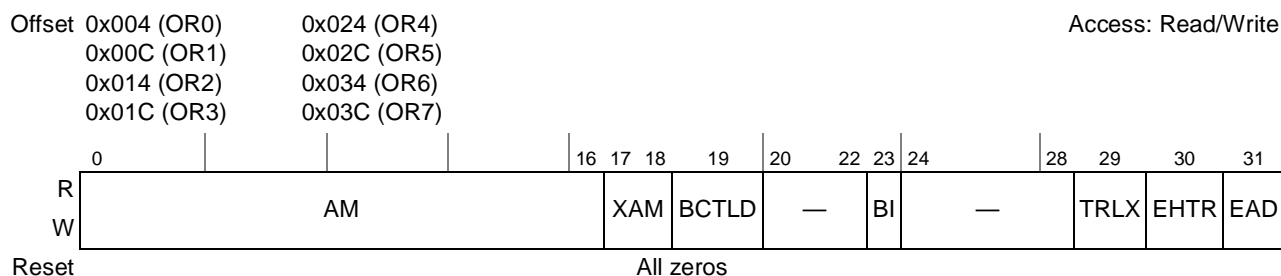 Offset 0x004 (OR0) 0x024 (OR4) Access: Read/Write
0x00C (OR1) 0x02C (OR5)
0x014 (OR2) 0x034 (OR6)
0x01C (OR3) 0x03C (OR7)
0 16 17 18 19 20 22 23 24 28 29 30 31
R
W
AM XAM BCTLD — BI — TRLX EHTR EAD
Reset All zeros